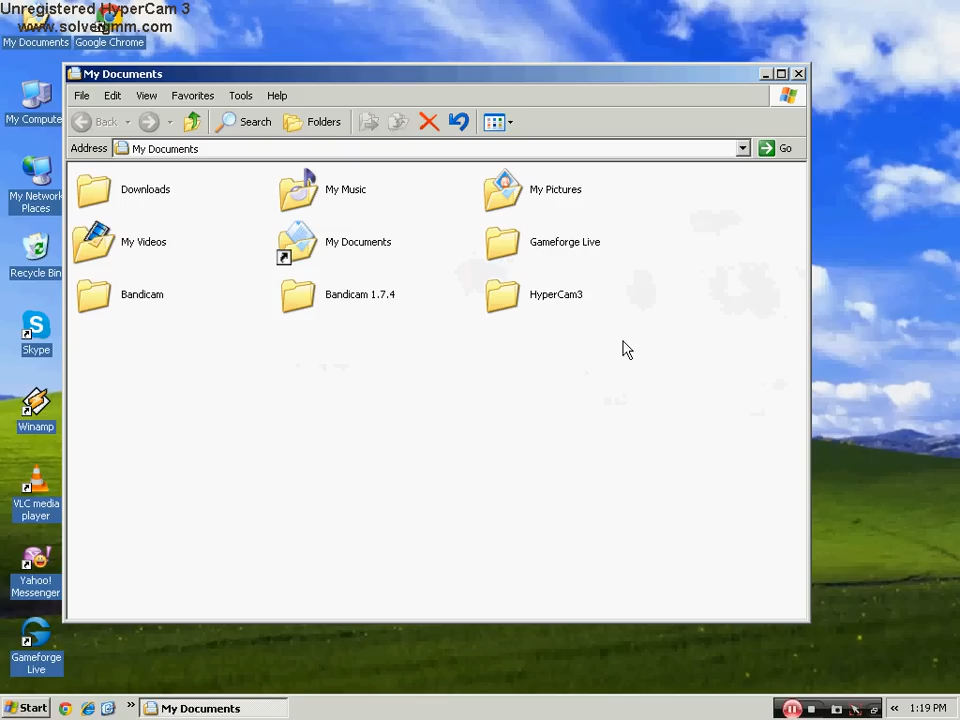 Unregistered HyperCam 3
www.solveigmm.com
My Documents
Google Chrome
My Compute
My Network
Places
Recycle Bin
Skype
Winamp
VLC media
player
Yahoo!
Messenger
Gameforge
Live
My Documents
File Edit View Favorites Tools Help
Back Search Folders
Address My Documents Go
Downloads My Music My Pictures
My Videos My Documents Gameforge Live
Bandicam Bandicam 1.7.4 HyperCam3
Start My Documents 1:19 PM